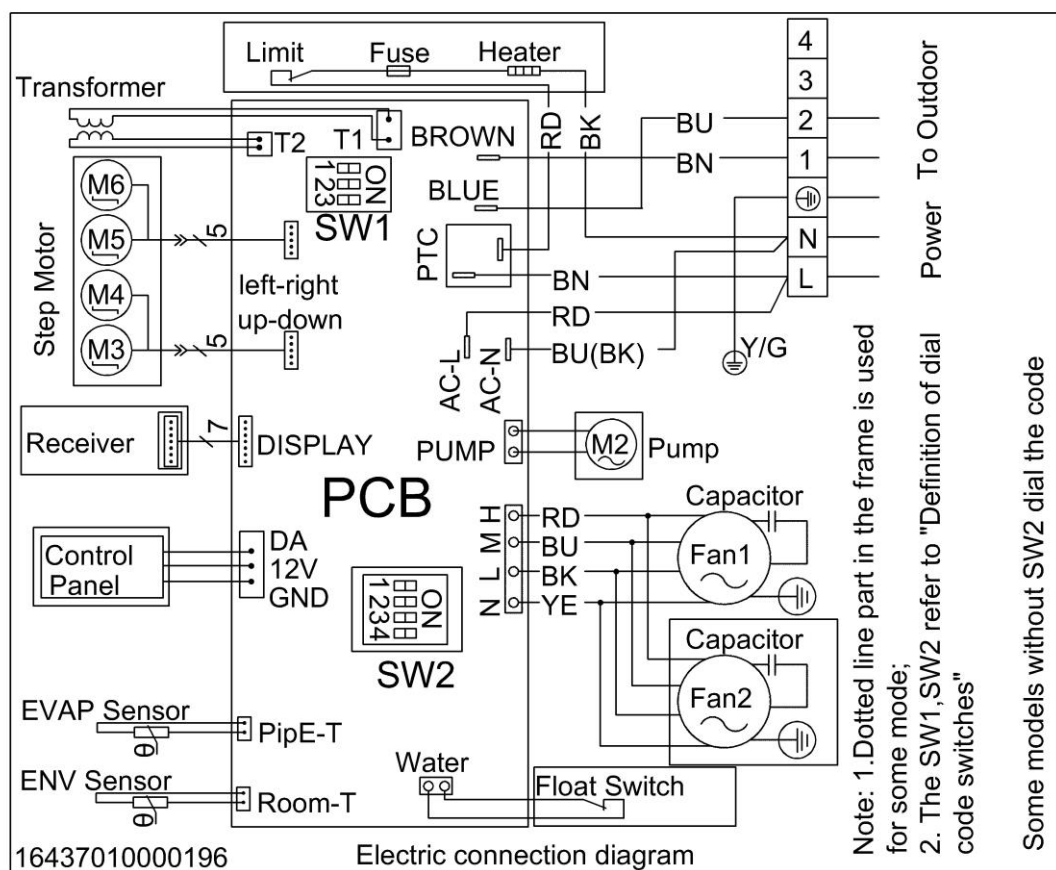 Limit
Fuse
Heater
4
3
2
1
N
L
To Outdoor
Power
Transformer
T2
T1
BROWN
RD
BK
BU
BN
123
ON
SW1
BLUE
PTC
BN
RD
BU(BK)
Y/G
AC-L
AC-N
Step Motor
M6
M5
M4
M3
5
5
left-right
up-down
Receiver
7
DISPLAY
PUMP
M2
Pump
PCB
Control
Panel
DA
12V
GND
1234
ON
SW2
H
M
L
N
RD
BU
BK
YE
Capacitor
Fan1
Capacitor
Fan2
EVAP Sensor
θ
PipE-T
ENV Sensor
θ
Room-T
Water
Float Switch
16437010000196
Electric connection diagram
Note: 1.Dotted line part in the frame is used
for some mode;
2. The SW1,SW2 refer to "Definition of dial
code switches"
Some models without SW2 dial the code